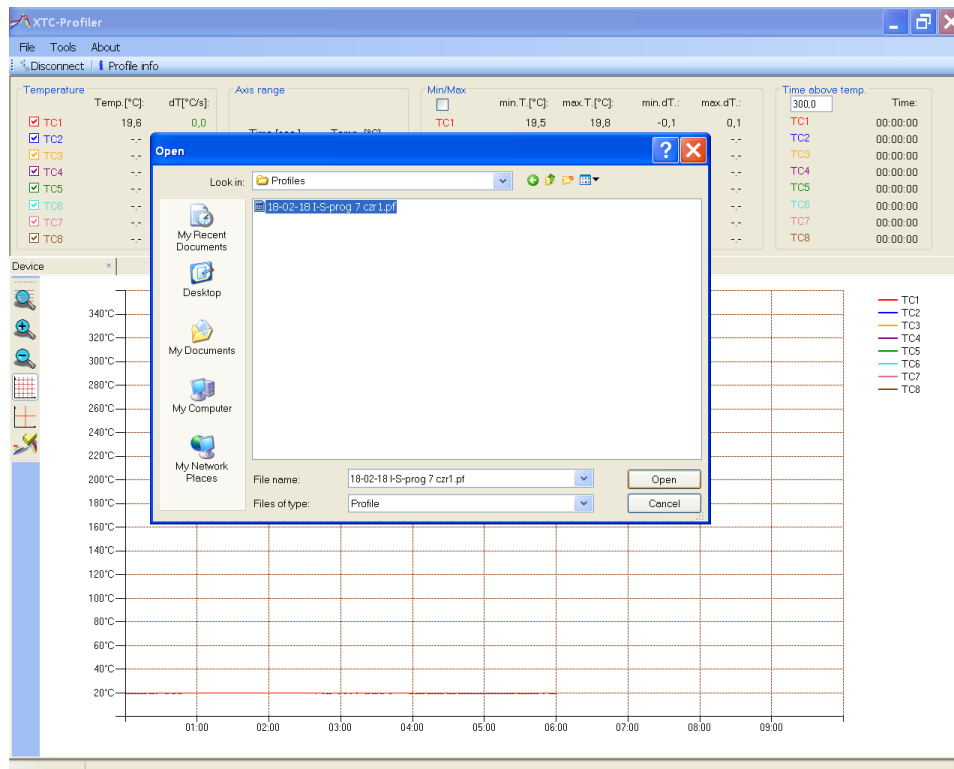 XTC-Profiler
File Tools About
Disconnect Profile info
Temperature Axis range Min/Max Time above temp.
Temp.[°C]: dT[°C/s]: min.T.[°C]: max.T.[°C]: min.dT.: max.dT.: 300,0 Time:
TC1 19,6 0,0 TC1 19,5 19,8 -0,1 0,1 TC1 00:00:00
TC2 -.- -.- TC2 00:00:00
TC3 -.- -.- TC3 00:00:00
TC4 -.- -.- TC4 00:00:00
TC5 -.- -.- TC5 00:00:00
TC6 -.- -.- TC6 00:00:00
TC7 -.- -.- TC7 00:00:00
TC8 -.- -.- TC8 00:00:00
Open
Look in: Profiles
18-02-18 I-S-prog 7 czr1.pf
My Recent
Documents
Desktop
My Documents
My Computer
My Network
Places
File name: 18-02-18 I-S-prog 7 czr1.pf Open
Files of type: Profile Cancel
Device
340°C
320°C
300°C
280°C
260°C
240°C
220°C
200°C
180°C
160°C
140°C
120°C
100°C
80°C
60°C
40°C
20°C
01:00 02:00 03:00 04:00 05:00 06:00 07:00 08:00 09:00
TC1
TC2
TC3
TC4
TC5
TC6
TC7
TC8